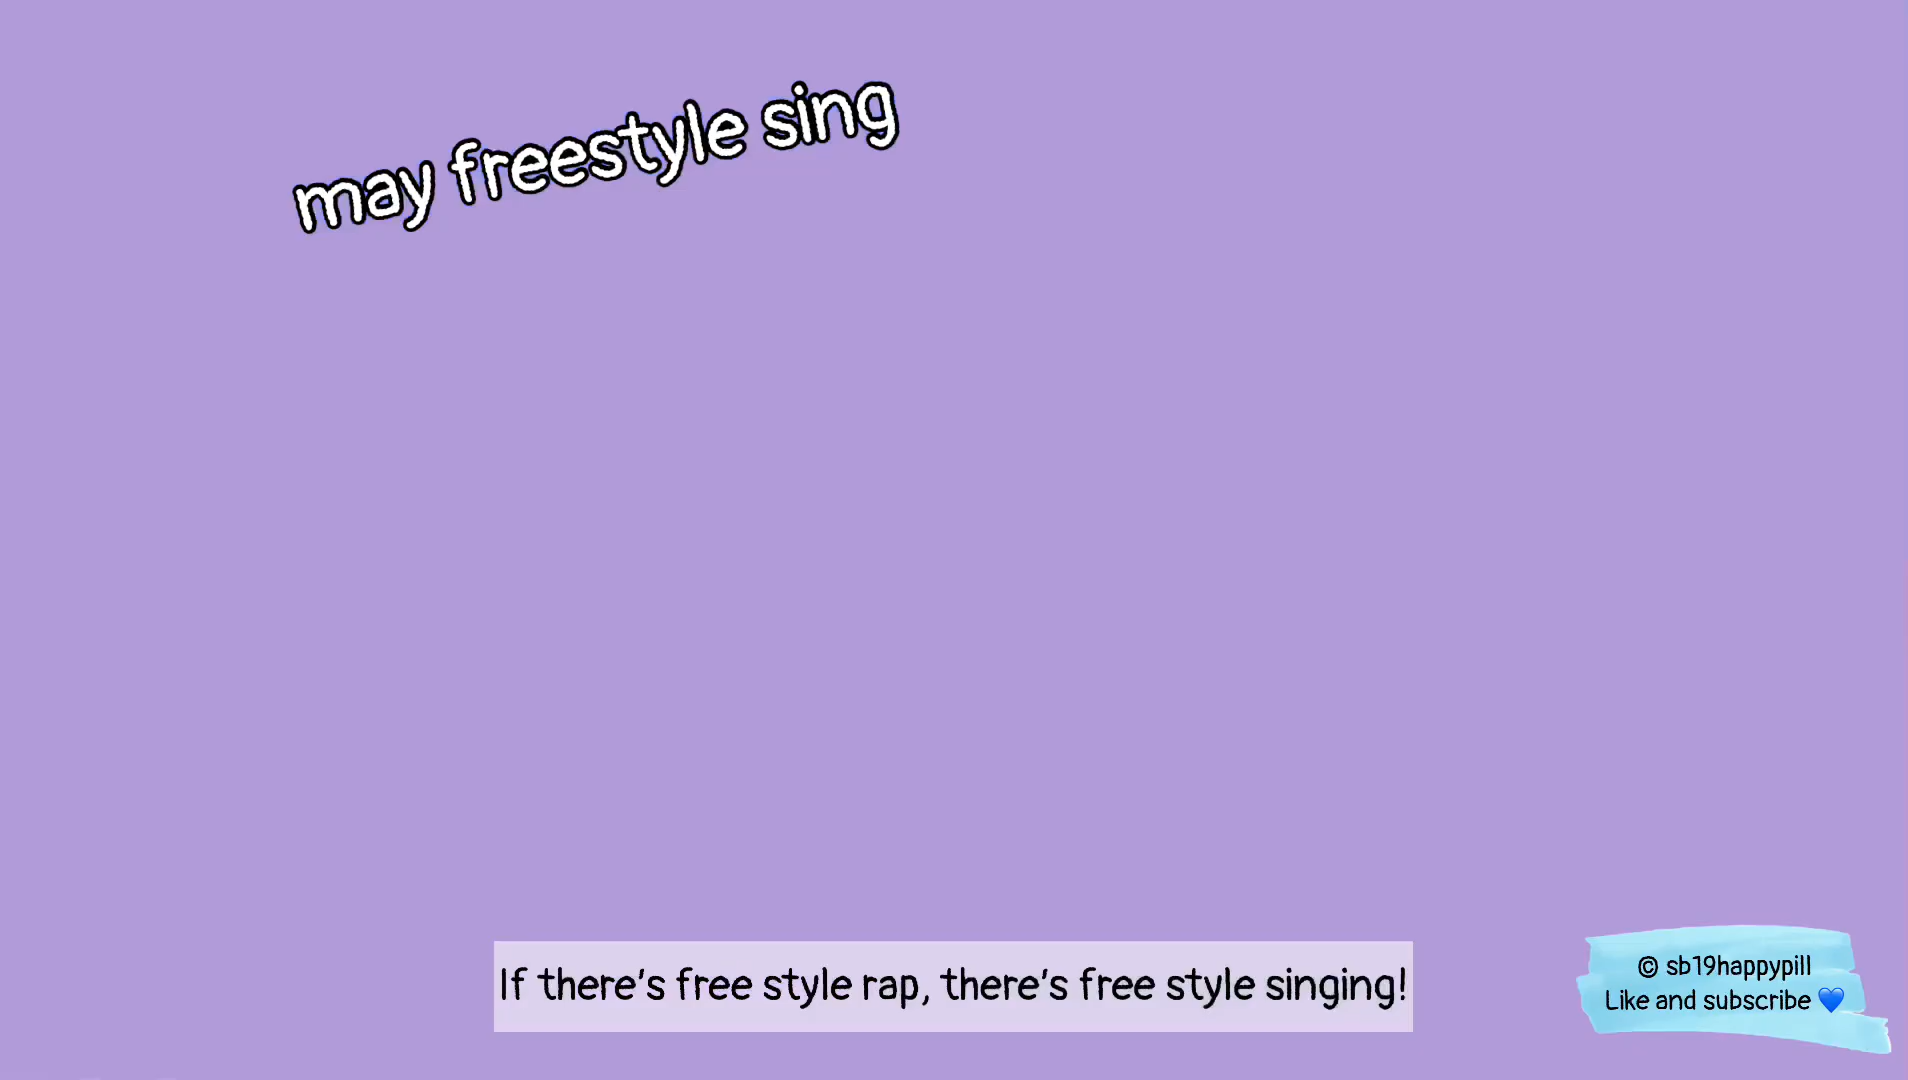 may freestyle sing
If there's free style rap, there's free style singing!
© sb19happypill
Like and subscribe 💙